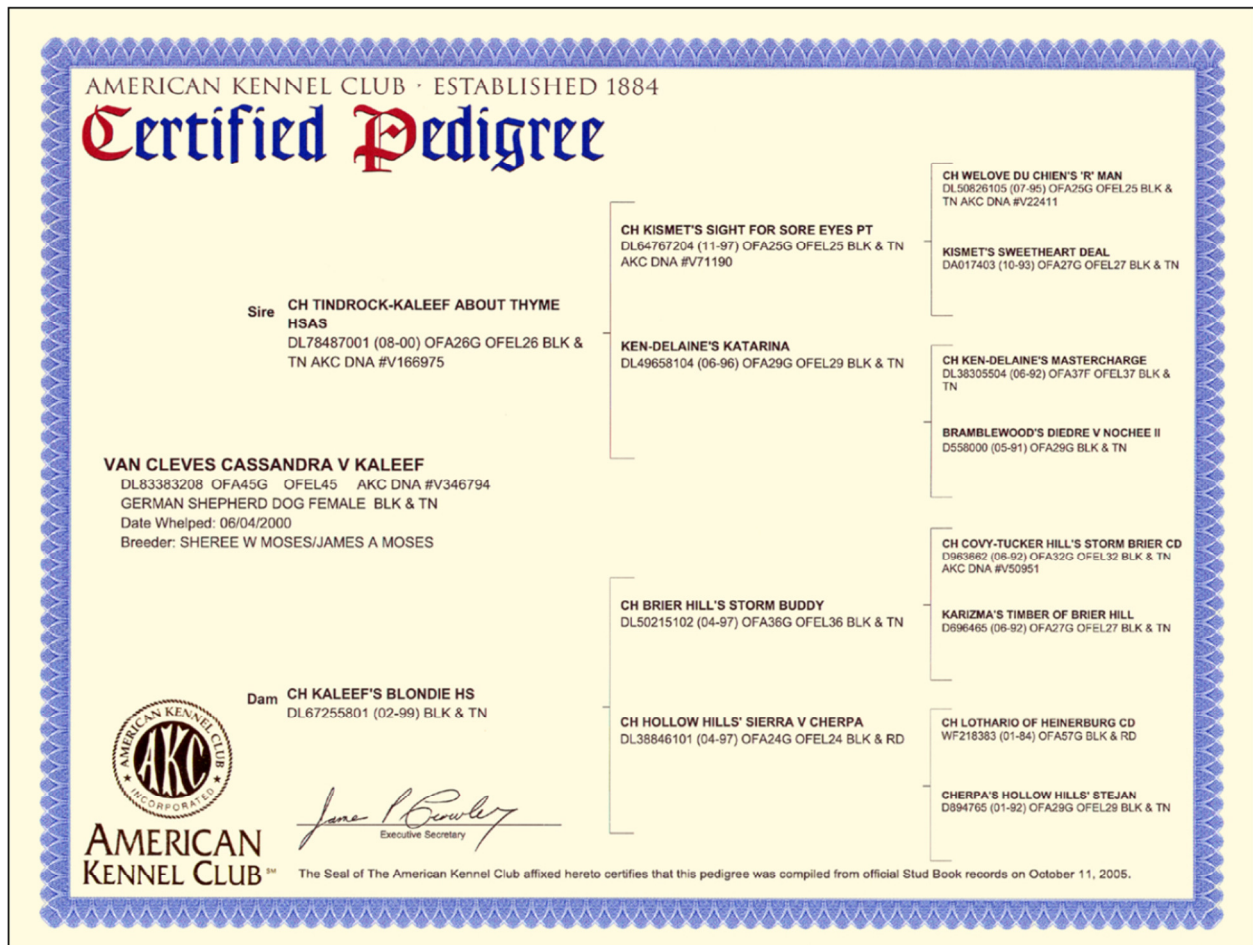 AMERICAN KENNEL CLUB · ESTABLISHED 1884
Certified Pedigree
CH WELOVE DU CHIEN'S 'R' MAN
DL50826105 (07-95) OFA25G OFEL25 BLK &
TN AKC DNA #V22411
CH KISMET'S SIGHT FOR SORE EYES PT
DL64767204 (11-97) OFA25G OFEL25 BLK & TN
AKC DNA #V71190
KISMET'S SWEETHEART DEAL
DA017403 (10-93) OFA27G OFEL27 BLK & TN
Sire CH TINDROCK-KALEEF ABOUT THYME
HSAS
DL78487001 (08-00) OFA26G OFEL26 BLK &
TN AKC DNA #V166975
KEN-DELAINE'S KATARINA
DL49658104 (06-96) OFA29G OFEL29 BLK & TN
CH KEN-DELAINE'S MASTERCHARGE
DL38305504 (06-92) OFA37F OFEL37 BLK &
TN
BRAMBLEWOOD'S DIEDRE V NOCHEE II
D558000 (05-91) OFA29G BLK & TN
VAN CLEVES CASSANDRA V KALEEF
DL83383208 OFA45G OFEL45 AKC DNA #V346794
GERMAN SHEPHERD DOG FEMALE BLK & TN
Date Whelped: 06/04/2000
Breeder: SHEREE W MOSES/JAMES A MOSES
CH COVY-TUCKER HILL'S STORM BRIER CD
D963662 (06-92) OFA32G OFEL32 BLK & TN
AKC DNA #V50951
CH BRIER HILL'S STORM BUDDY
DL50215102 (04-97) OFA36G OFEL36 BLK & TN
KARIZMA'S TIMBER OF BRIER HILL
D696465 (06-92) OFA27G OFEL27 BLK & TN
Dam CH KALEEF'S BLONDIE HS
DL67255801 (02-99) BLK & TN
CH HOLLOW HILLS' SIERRA V CHERPA
DL38846101 (04-97) OFA24G OFEL24 BLK & RD
CH LOTHARIO OF HEINERBURG CD
WF218383 (01-84) OFA57G BLK & RD
CHERPA'S HOLLOW HILLS' STEJAN
D894765 (01-92) OFA29G OFEL29 BLK & TN
AMERICAN KENNEL CLUB
AKC
INCORPORATED
James P Crowley
Executive Secretary
AMERICAN
KENNEL CLUB SM
The Seal of The American Kennel Club affixed hereto certifies that this pedigree was compiled from official Stud Book records on October 11, 2005.